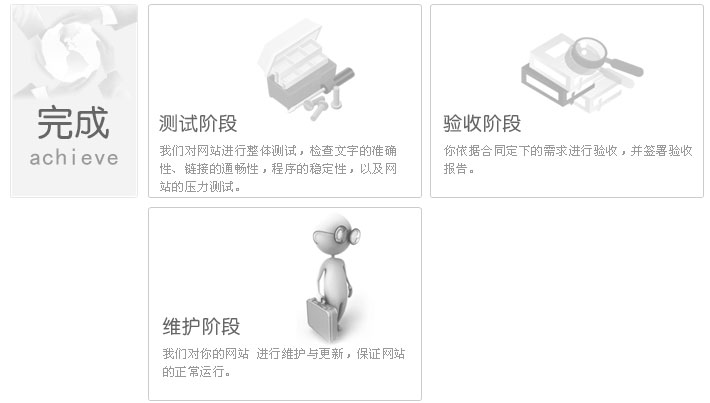 完成
achieve
测试阶段
我们对网站进行整体测试，检查文字的准确
性、链接的通畅性，程序的稳定性，以及网
站的压力测试。
验收阶段
你依据合同定下的需求进行验收，并签署验收
报告。
维护阶段
我们对你的网站 进行维护与更新，保证网站
的正常运行。